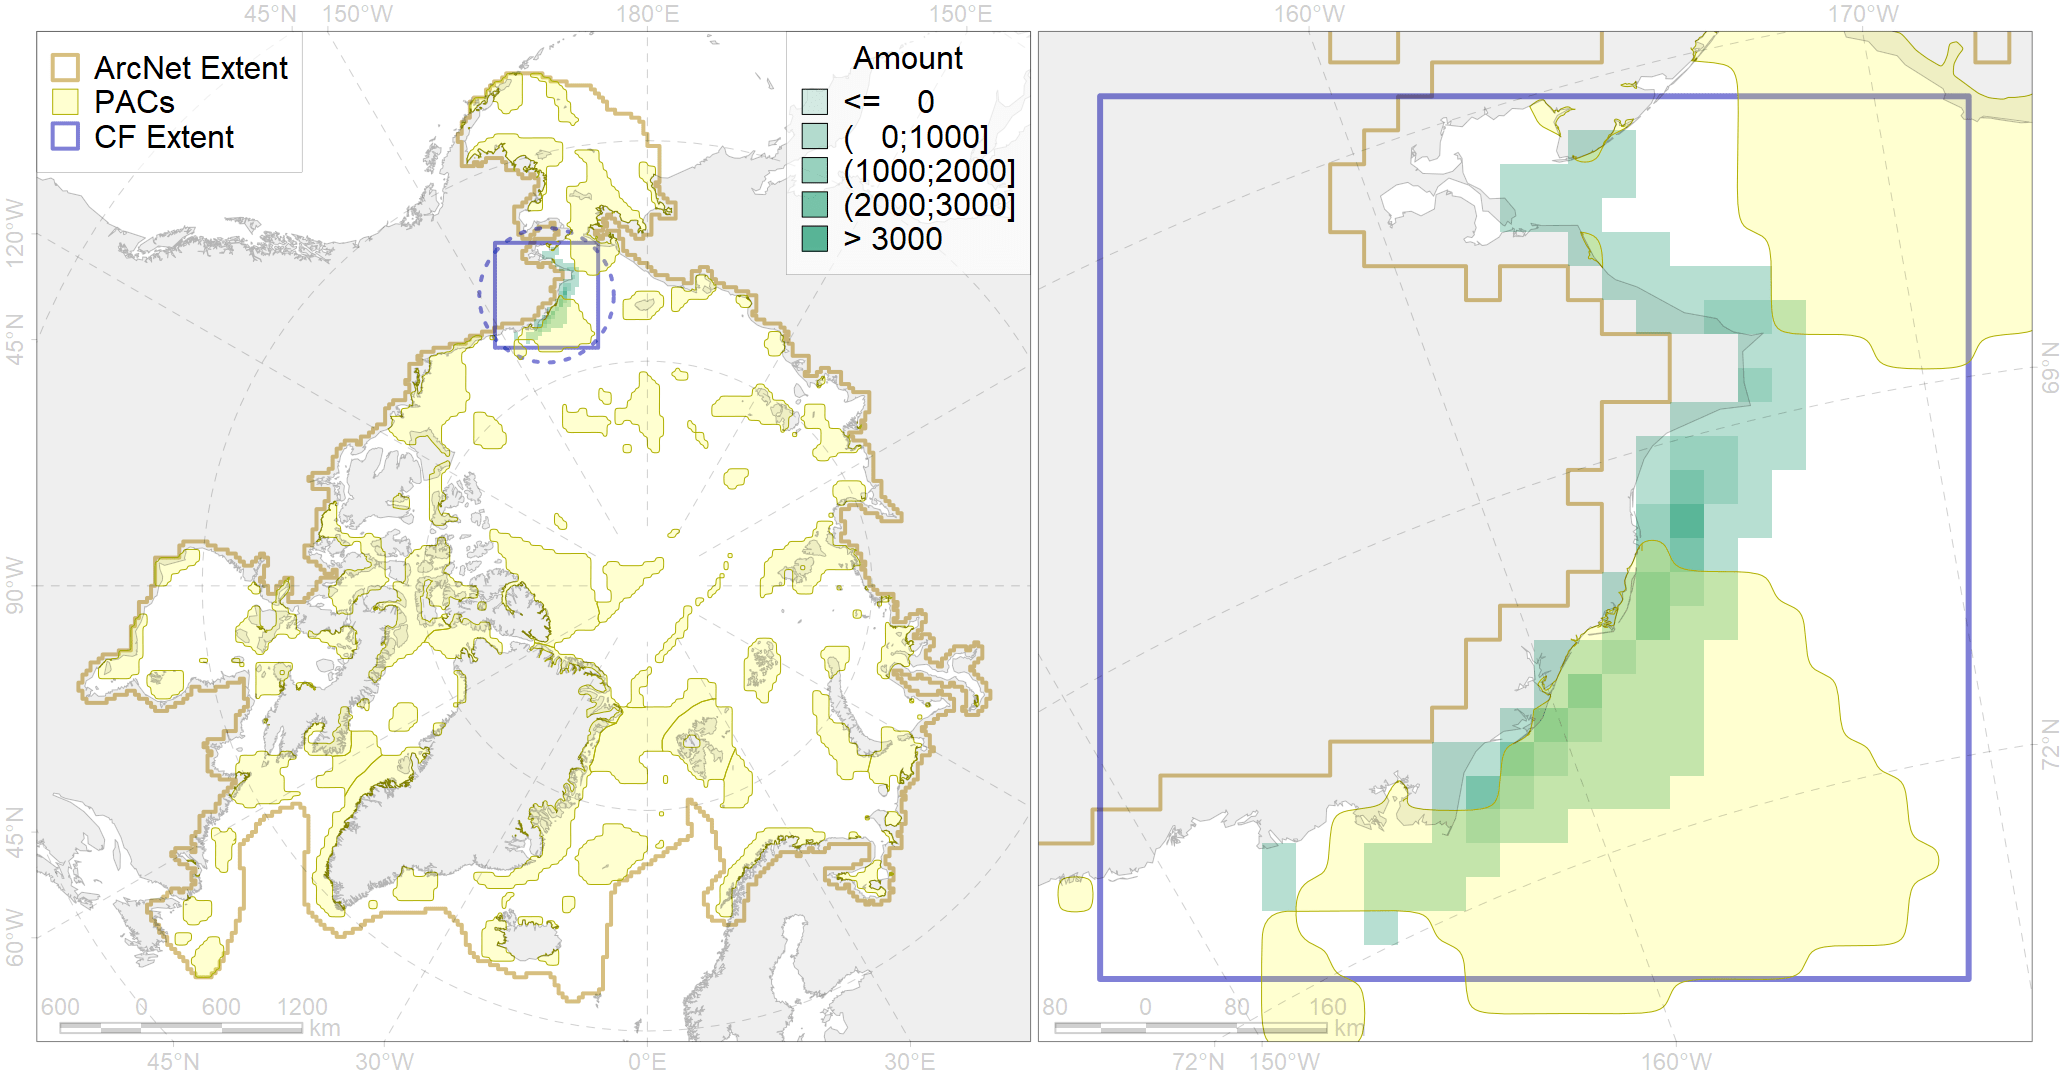 45°N 150°W 180°E 150°E 160°W 170°W
ArcNet Extent
PACs
CF Extent
Amount
<= 0
( 0;1000]
(1000;2000]
(2000;3000]
> 3000
120°W
45°N
90°W
45°N
60°W
69°N
72°N
600 0 600 1200
km
80 0 80 160
km
45°N 30°W 0°E 30°E 72°N 150°W 160°W